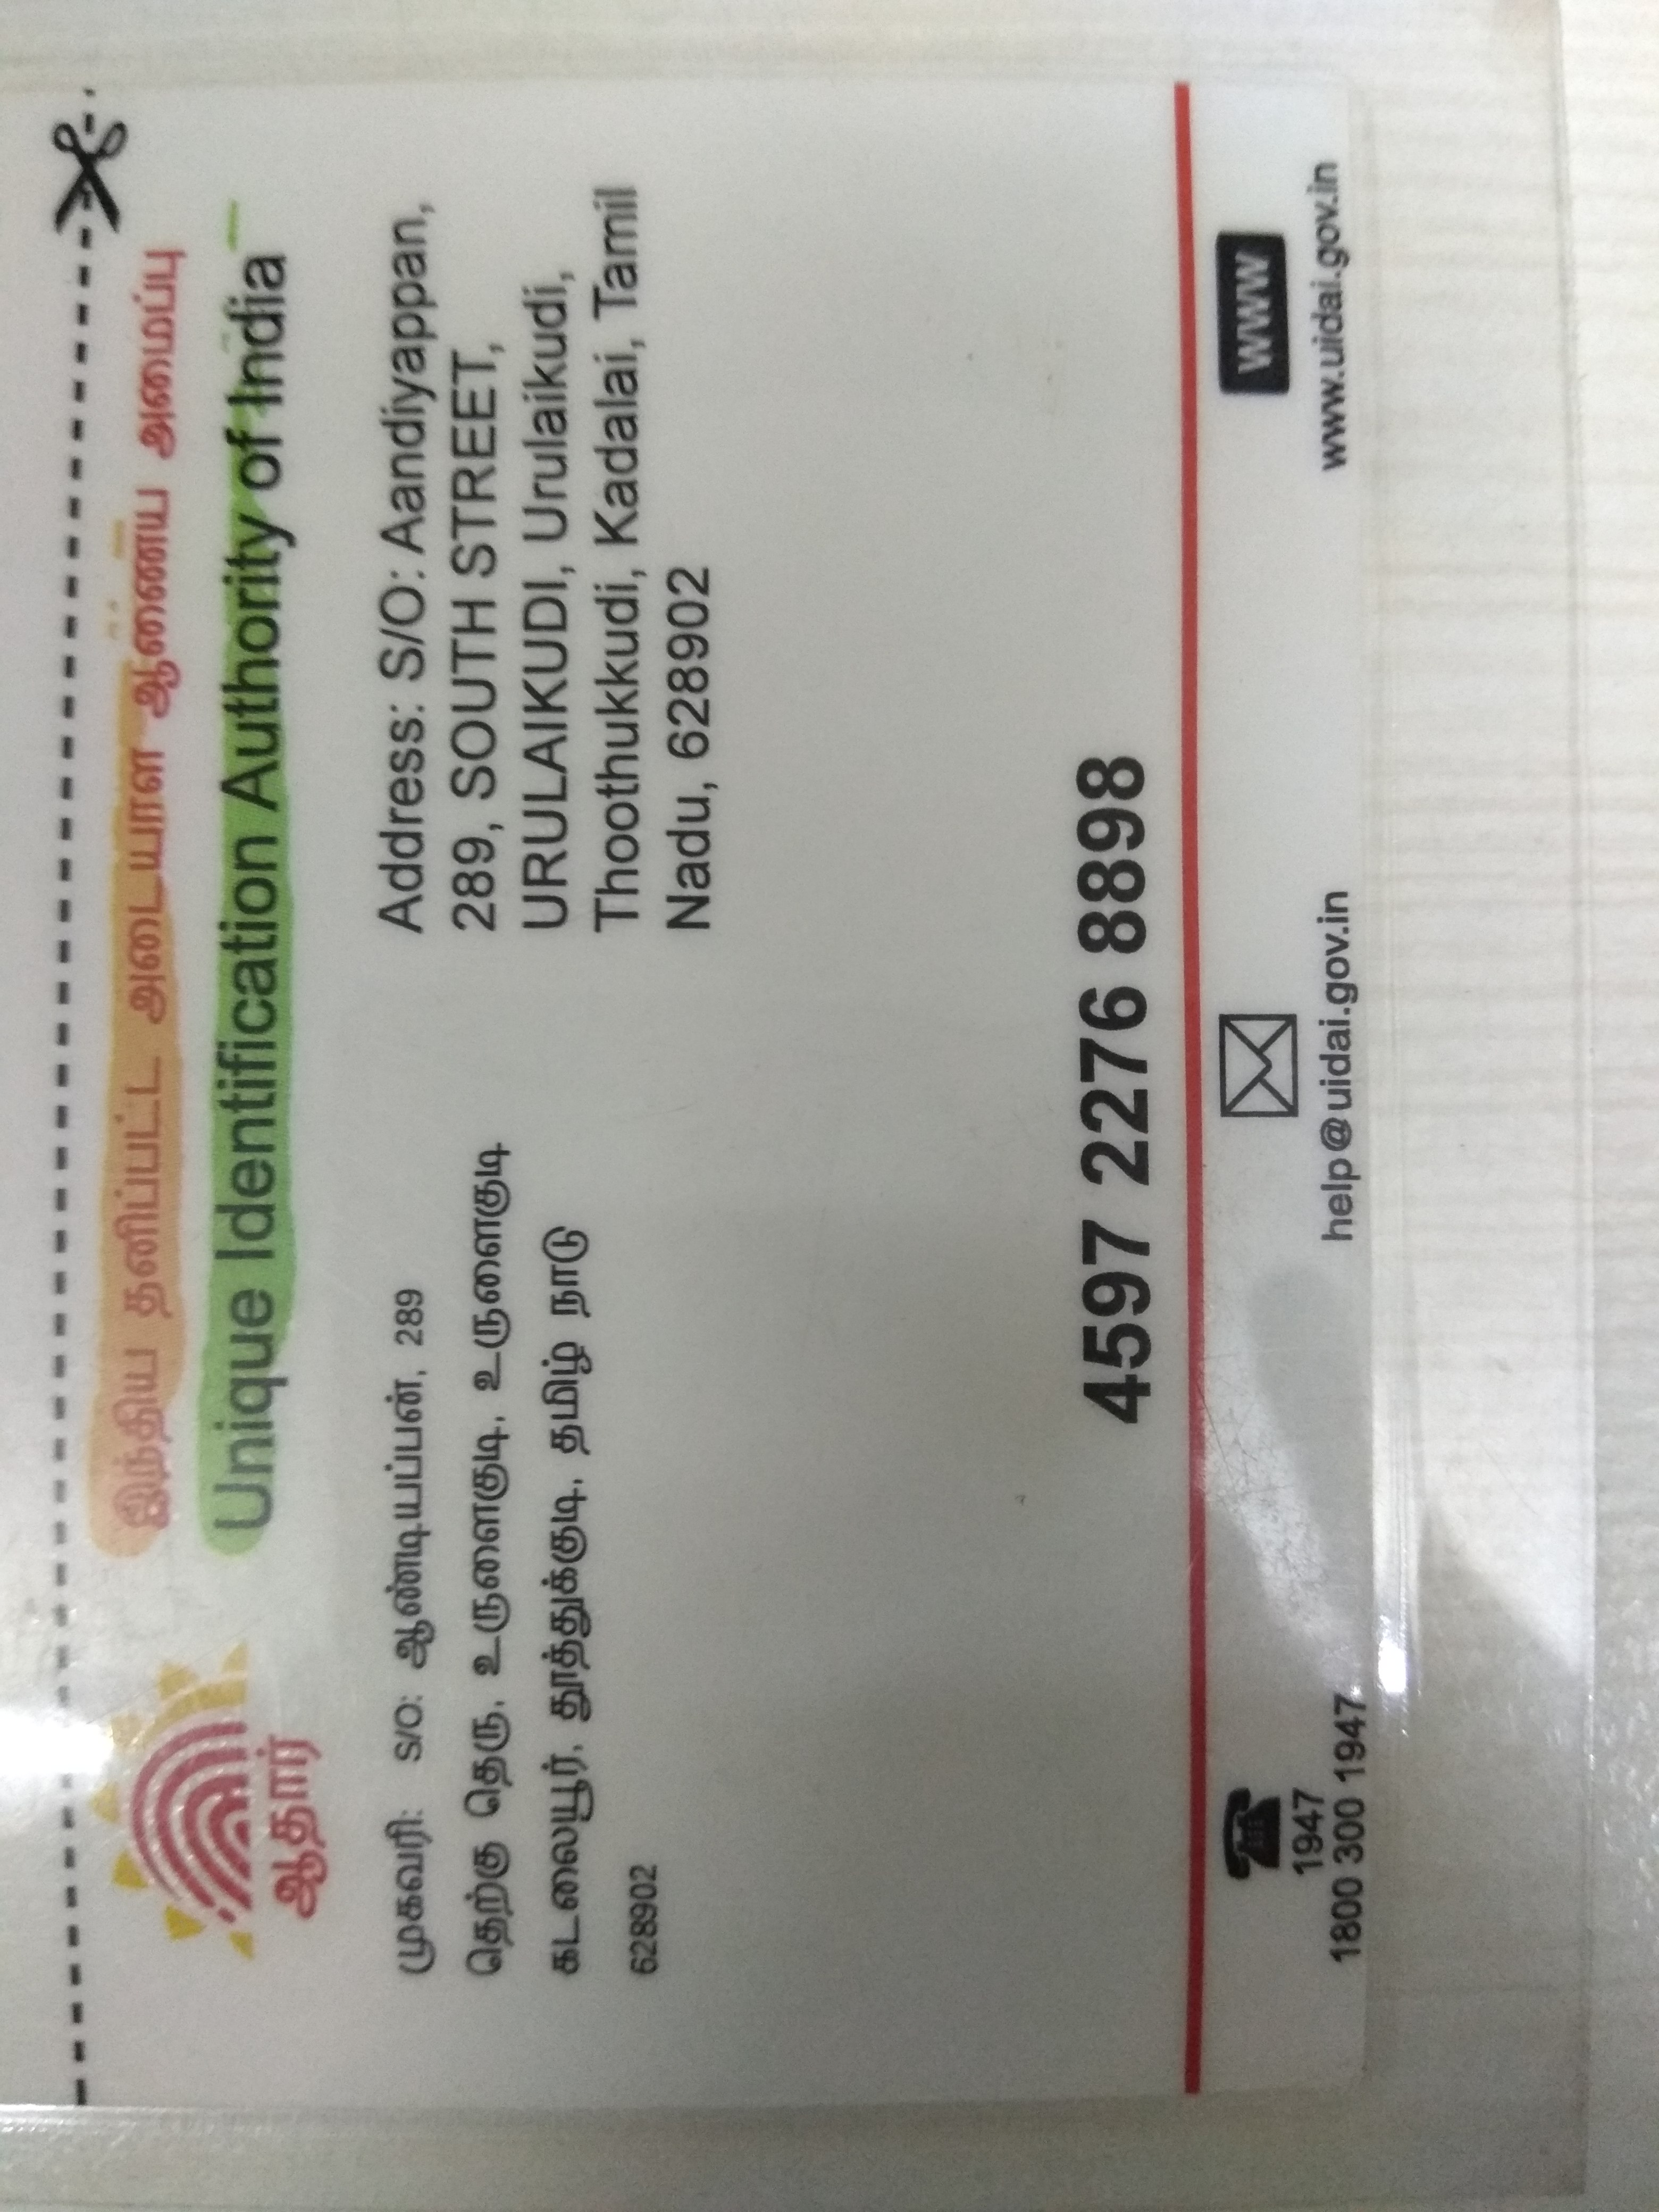 இந்திய தனிப்பட்ட அடையாள ஆணைய அமைப்பு
Unique Identification Authority of India
ஆதார்
முகவரி: S/O: ஆண்டியப்பன், 289
தெற்கு தெரு, உருளைகுடி, உருளைகுடி
கடலையூர், தூத்துக்குடி, தமிழ் நாடு
628902
Address: S/O: Aandiyappan,
289, SOUTH STREET,
URULAIKUDI, Urulaikudi,
Thoothukkudi, Kadalai, Tamil
Nadu, 628902
4597 2276 8898
1947
1800 300 1947
help@uidai.gov.in
WWW
www.uidai.gov.in